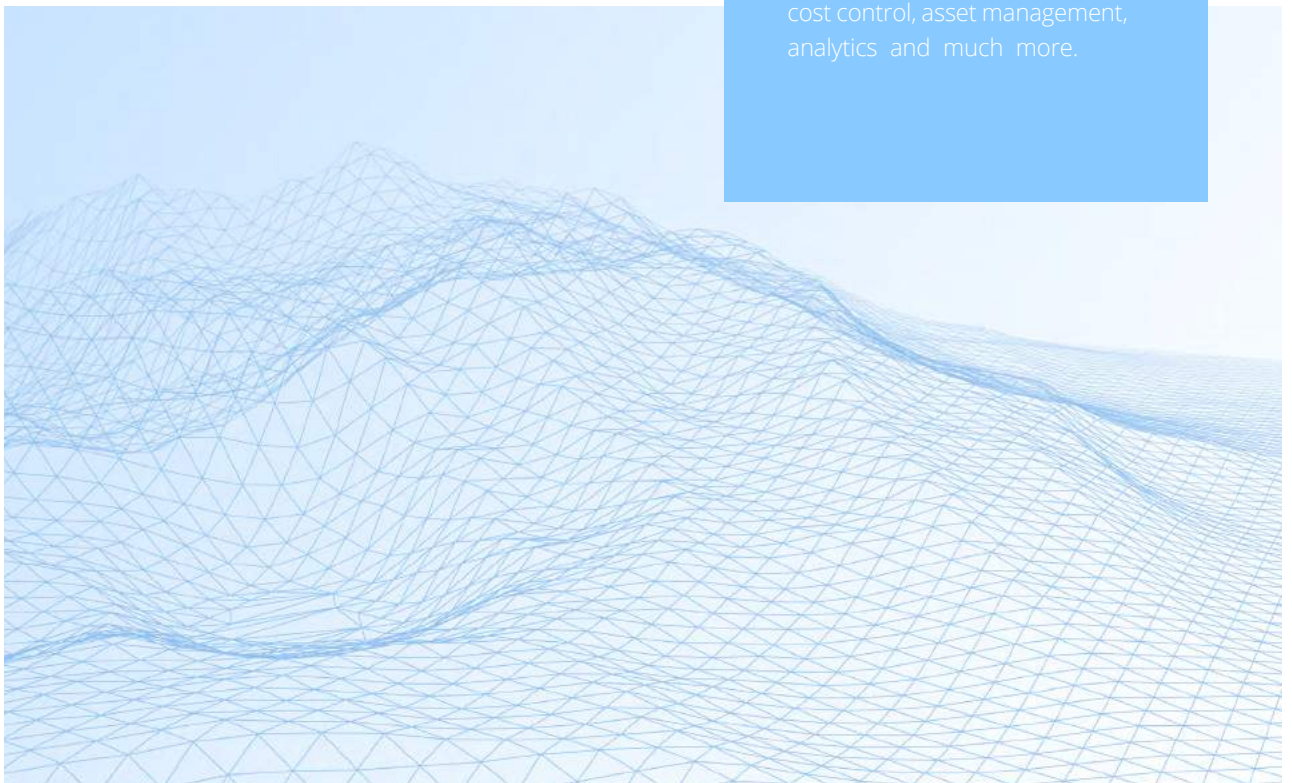 cost control, asset management,
analytics and much more.